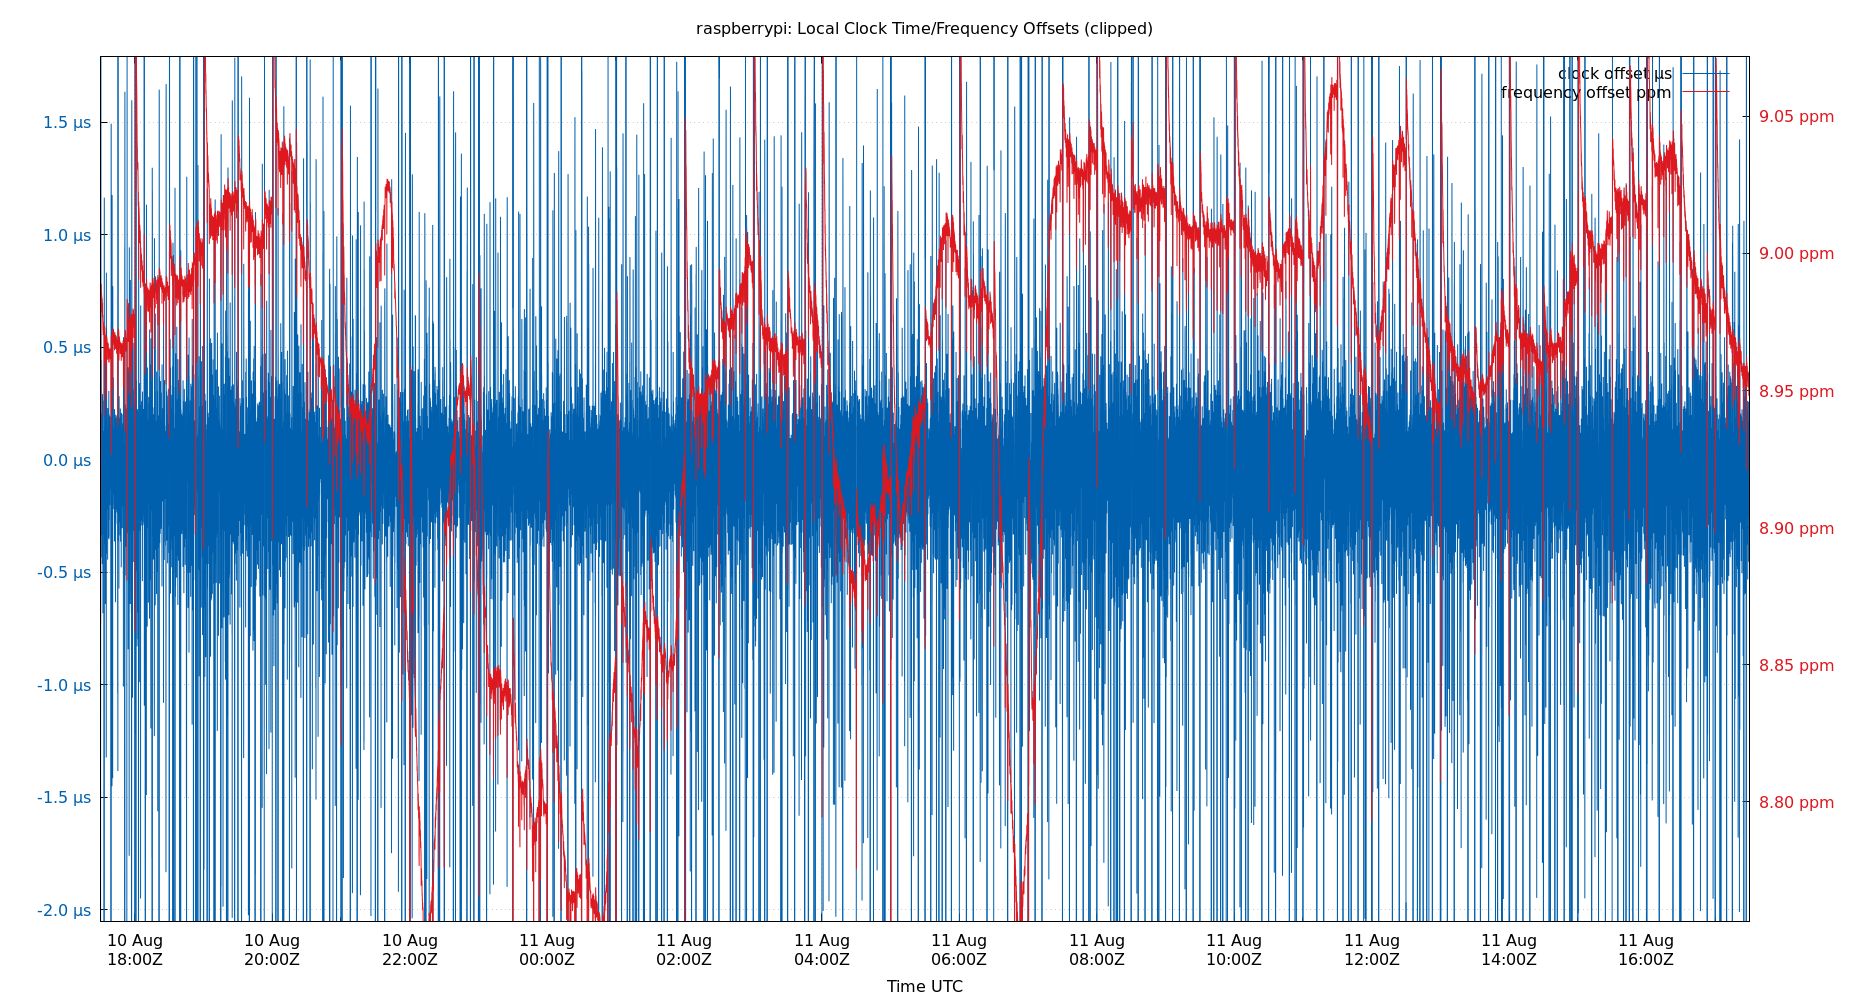 raspberrypi: Local Clock Time/Frequency Offsets (clipped)
clock offset µs
frequency offset ppm
1.5 µs
1.0 µs
0.5 µs
0.0 µs
-0.5 µs
-1.0 µs
-1.5 µs
-2.0 µs
9.05 ppm
9.00 ppm
8.95 ppm
8.90 ppm
8.85 ppm
8.80 ppm
10 Aug 10 Aug 10 Aug 11 Aug 11 Aug 11 Aug 11 Aug 11 Aug 11 Aug 11 Aug 11 Aug 11 Aug
18:00Z 20:00Z 22:00Z 00:00Z 02:00Z 04:00Z 06:00Z 08:00Z 10:00Z 12:00Z 14:00Z 16:00Z
Time UTC